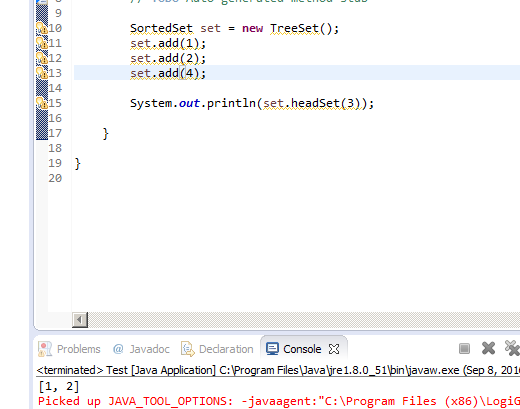 9 // TODO Auto-generated method stub
10 SortedSet set = new TreeSet();
11 set.add(1);
12 set.add(2);
13 set.add(4);
14
15 System.out.println(set.headSet(3));
16
17 }
18
19 }
20
Problems @ Javadoc Declaration Console
<terminated> Test [Java Application] C:\Program Files\Java\jre1.8.0_51\bin\javaw.exe (Sep 8, 201
[1, 2]
Picked up JAVA_TOOL_OPTIONS: -javaagent:"C:\Program Files (x86)\LogiG